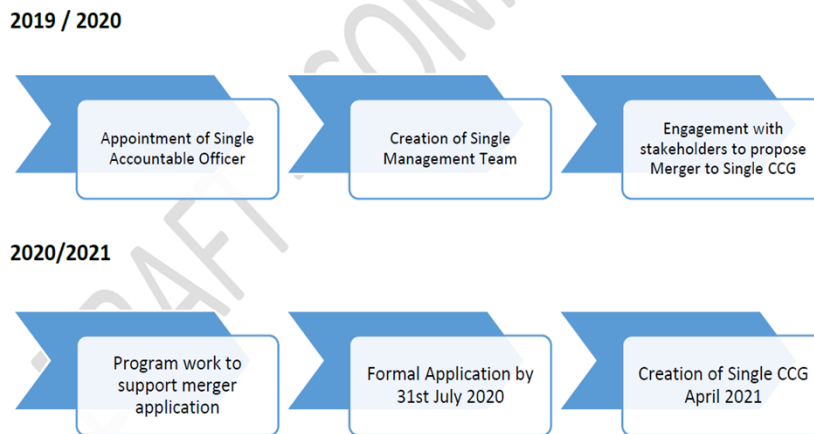 2019 / 2020
Appointment of Single
Accountable Officer
Creation of Single
Management Team
Engagement with
stakeholders to propose
Merger to Single CCG
2020/2021
Program work to
support merger
application
Formal Application by
31st July 2020
Creation of Single CCG
April 2021
DRAFT